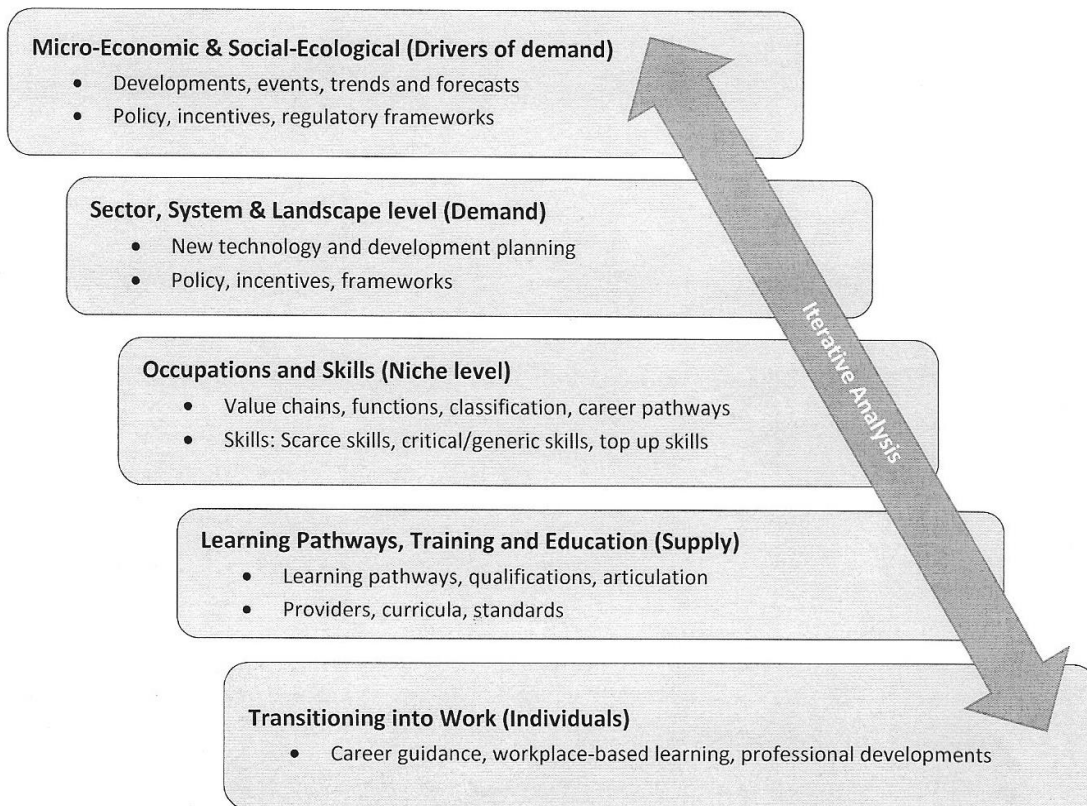 Micro-Economic & Social-Ecological (Drivers of demand)
• Developments, events, trends and forecasts
• Policy, incentives, regulatory frameworks
Sector, System & Landscape level (Demand)
• New technology and development planning
• Policy, incentives, frameworks
Occupations and Skills (Niche level)
• Value chains, functions, classification, career pathways
• Skills: Scarce skills, critical/generic skills, top up skills
Iterative Analysis
Learning Pathways, Training and Education (Supply)
• Learning pathways, qualifications, articulation
• Providers, curricula, standards
Transitioning into Work (Individuals)
• Career guidance, workplace-based learning, professional developments